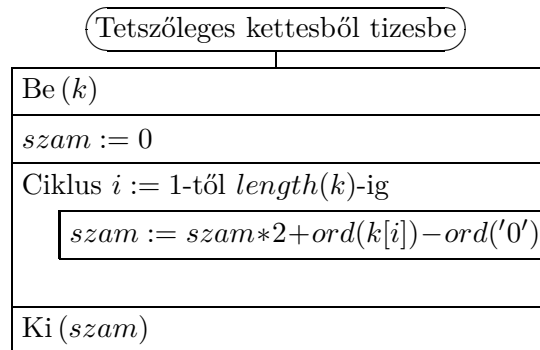 Tetszőleges kettesből tizesbe
Be (k)
szam := 0
Ciklus i := 1-től length(k)-ig
szam := szam*2+ord(k[i])−ord('0')
Ki (szam)